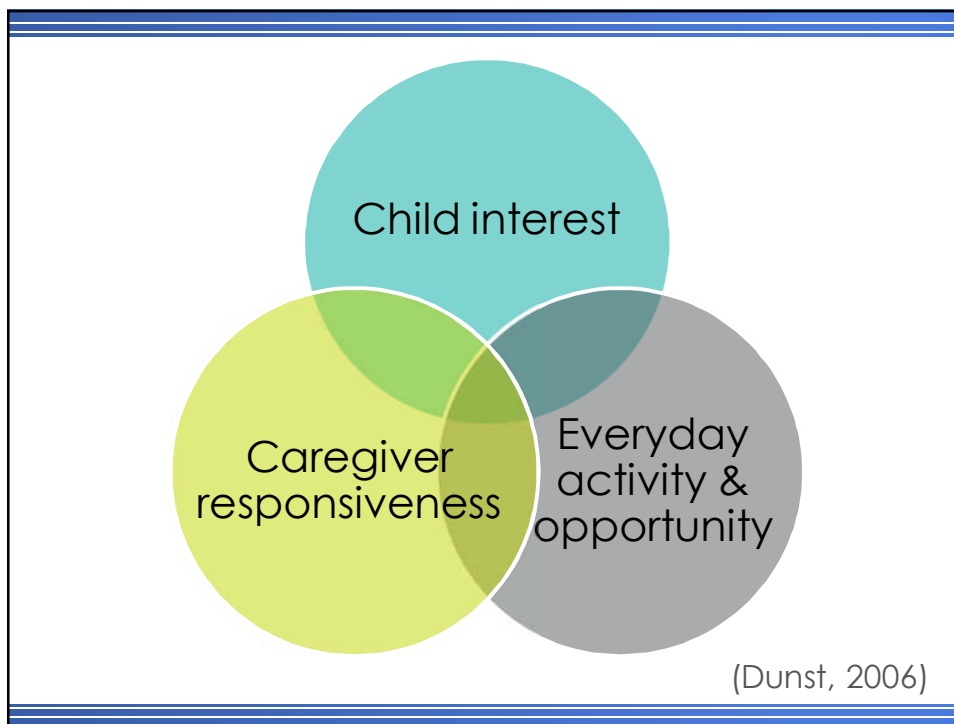 Child interest
Caregiver
responsiveness
Everyday
activity &
opportunity
(Dunst, 2006)